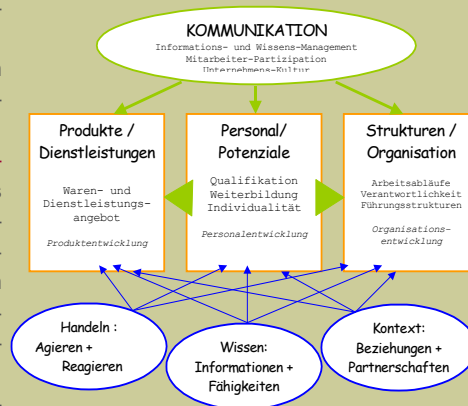 KOMMUNIKATION
Informations- und Wissens-Management
Mitarbeiter-Partizipation
Unternehmens-Kultur
Produkte /
Dienstleistungen
Waren- und
Dienstleistungs-
angebot
Produktentwicklung
Personal/
Potenziale
Qualifikation
Weiterbildung
Individualität
Personalentwicklung
Strukturen /
Organisation
Arbeitsabläufe
Verantwortlichkeit
Führungsstrukturen
Organisations-
entwicklung
Handeln :
Agieren +
Reagieren
Wissen:
Informationen +
Fähigkeiten
Kontext:
Beziehungen +
Partnerschaften